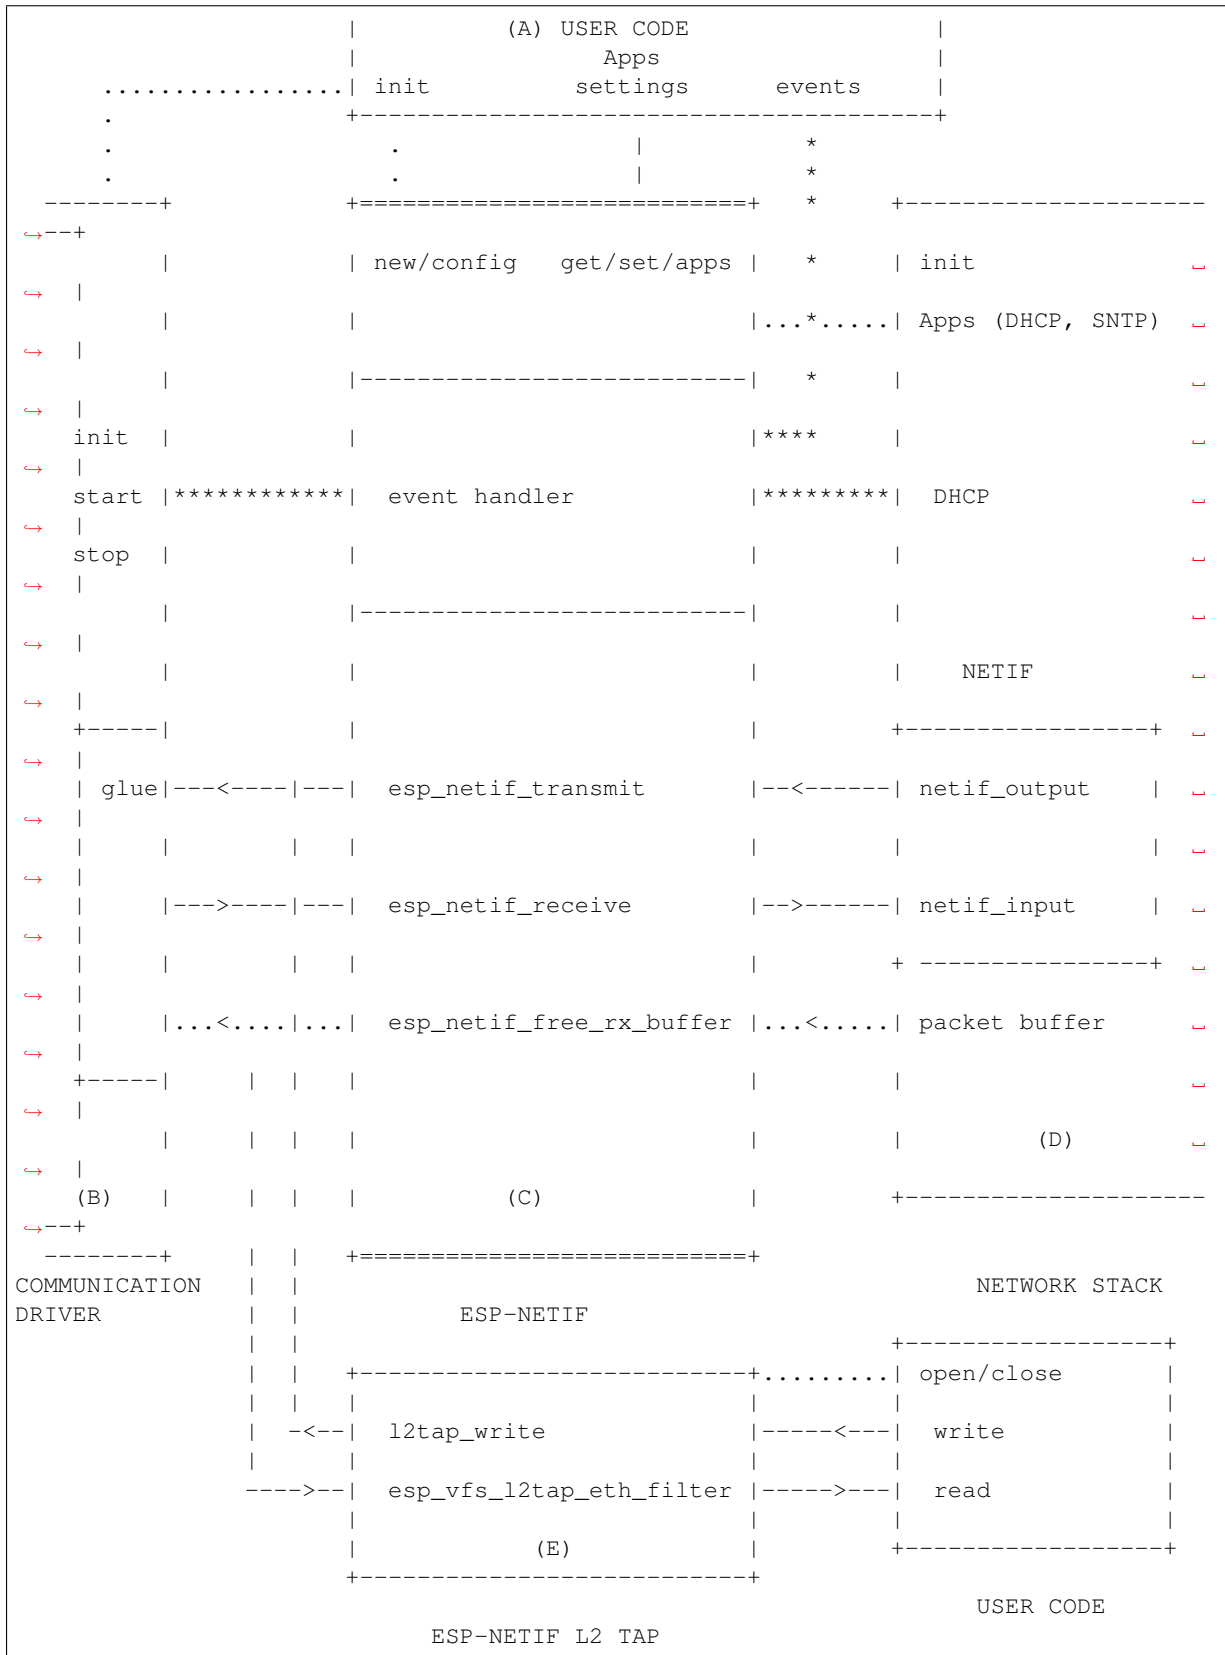 |          (A) USER CODE                 |
|                 Apps                   |
.................| init          settings      events     |
.                +----------------------------------------+
.                   .                |           *
.                   .                |           *
--------+            +===========================+   *     +---------------------
↪--+
|            | new/config   get/set/apps |   *     | init ␣
↪   |
|            |                           |...*.....| Apps (DHCP, SNTP) ␣
↪   |
|            |---------------------------|   *     | ␣
↪   |
init  |            |                           |****     | ␣
↪   |
start |************|  event handler            |*********|  DHCP ␣
↪   |
stop  |            |                           |         | ␣
↪   |
|            |---------------------------|         | ␣
↪   |
|            |                           |         |    NETIF ␣
↪   |
+-----|            |                           |         +-----------------+ ␣
↪   |
| glue|---<----|---|  esp_netif_transmit       |--<------| netif_output    | ␣
↪   |
|     |        |   |                           |         |                 | ␣
↪   |
|     |--->----|---|  esp_netif_receive        |-->------| netif_input     | ␣
↪   |
|     |        |   |                           |         + ----------------+ ␣
↪   |
|     |...<....|...|  esp_netif_free_rx_buffer |...<.....| packet buffer ␣
↪   |
+-----|     |  |   |                           |         | ␣
↪   |
|     |  |   |                           |         |         (D) ␣
↪   |
(B)   |     |  |   |          (C)              |         +---------------------
↪--+
--------+     |  |   +===========================+
COMMUNICATION   |  |                                               NETWORK STACK
DRIVER          |  |           ESP-NETIF
|  |                                         +------------------+
|  |   +---------------------------+.........| open/close       |
|  |   |                           |         |                  |
|  -<--|  l2tap_write              |-----<---|  write           |
|      |                           |         |                  |
---->--|  esp_vfs_l2tap_eth_filter |----->---|  read            |
|                           |         |                  |
|            (E)            |         +------------------+
+---------------------------+
USER CODE
ESP-NETIF L2 TAP